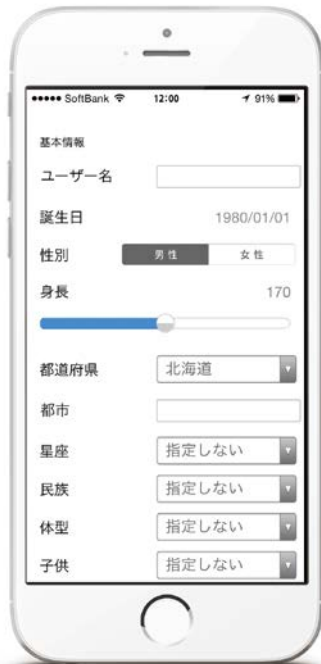 ●●●●● SoftBank 12:00 91%
基本情報
ユーザー名
誕生日 1980/01/01
性別 男性 女性
身長 170
都道府県 北海道
都市
星座 指定しない
民族 指定しない
体型 指定しない
子供 指定しない